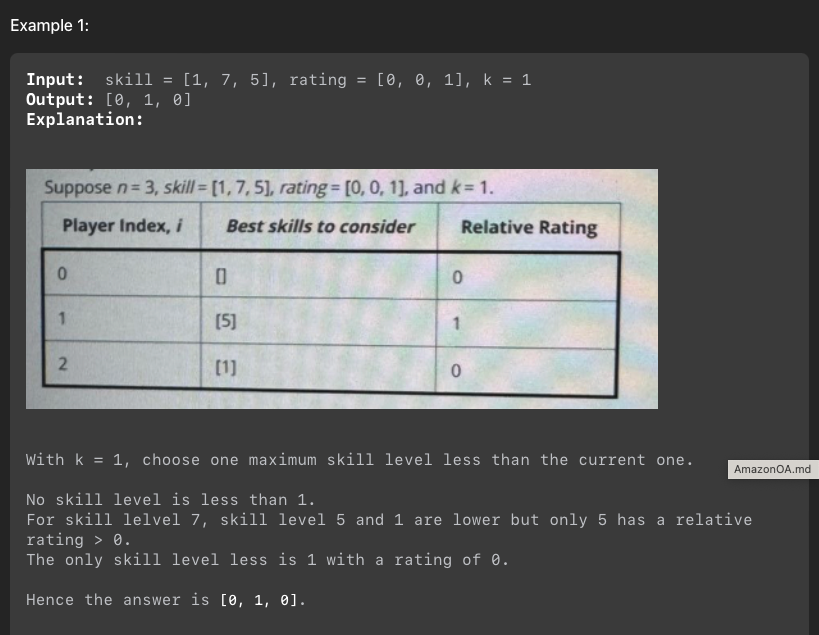 Example 1:
Input: skill = [1, 7, 5], rating = [0, 0, 1], k = 1
Output: [0, 1, 0]
Explanation:
Suppose n = 3, skill = [1, 7, 5], rating = [0, 0, 1], and k = 1.
Player Index, i Best skills to consider Relative Rating
0 [] 0
1 [5] 1
2 [1] 0
With k = 1, choose one maximum skill level less than the current one.
AmazonOA.md
No skill level is less than 1.
For skill lelvel 7, skill level 5 and 1 are lower but only 5 has a relative
rating > 0.
The only skill level less is 1 with a rating of 0.
Hence the answer is [0, 1, 0].